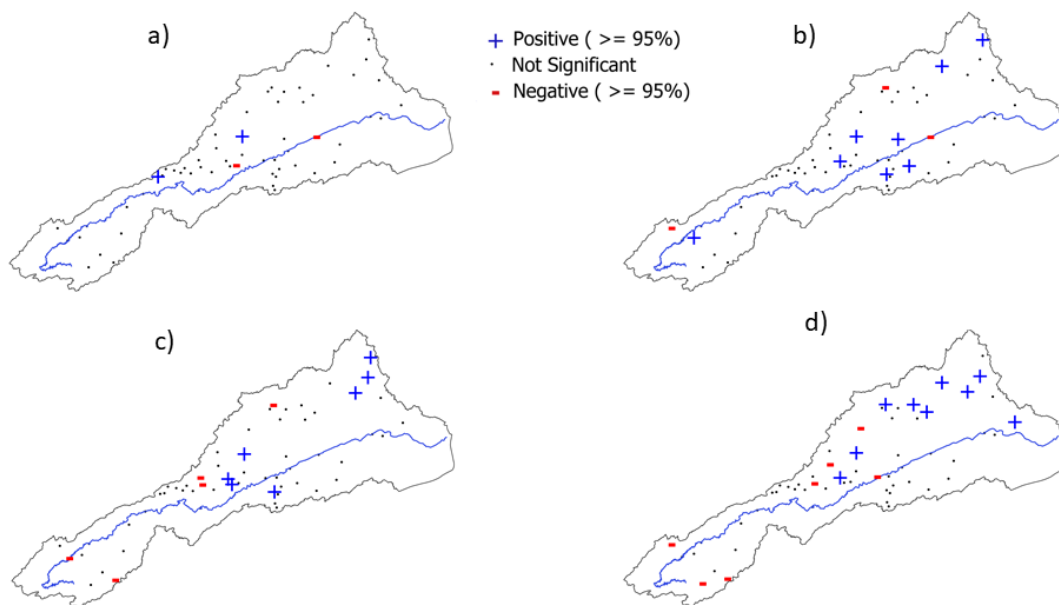 a)
Positive ( >= 95%)
Not Significant
Negative ( >= 95%)
b)
c)
d)